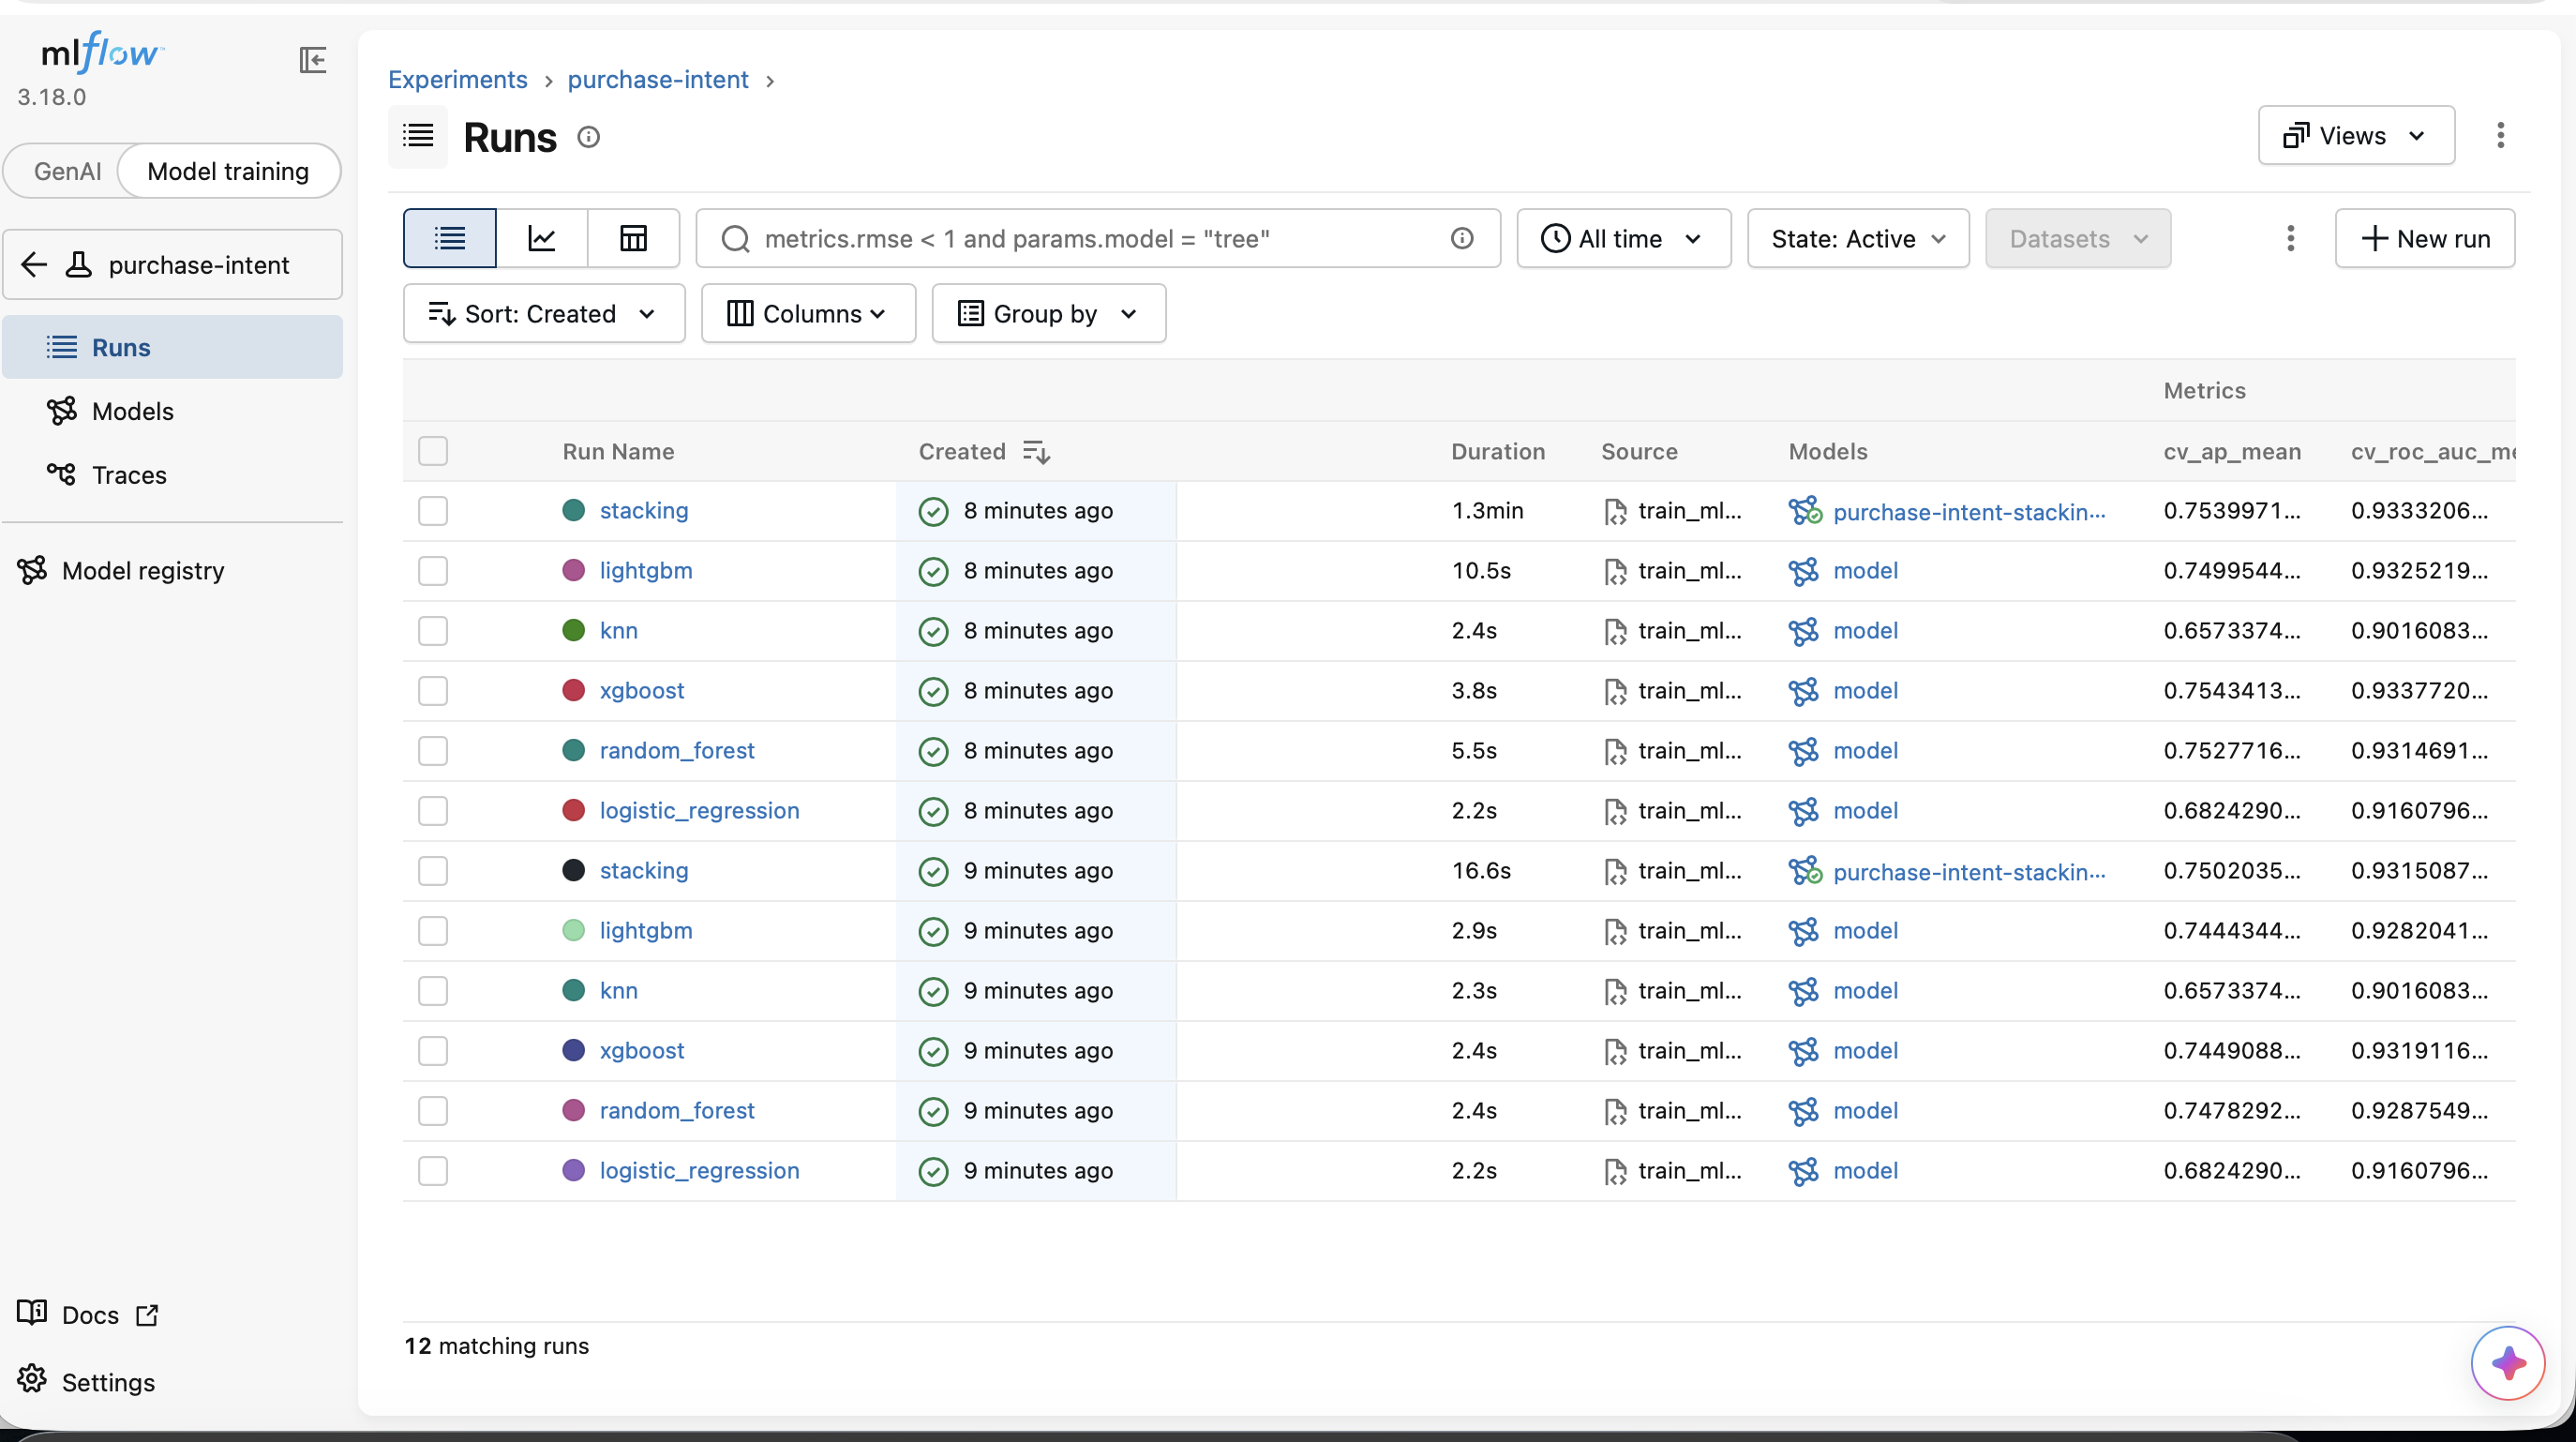 mlflow
3.18.0
GenAI Model training
purchase-intent
Runs
Models
Traces
Model registry
Docs
Settings
Experiments › purchase-intent ›
Runs
Views
metrics.rmse < 1 and params.model = "tree"
All time
State: Active
Datasets
New run
Sort: Created
Columns
Group by
Metrics
Run Name Created Duration Source Models cv_ap_mean cv_roc_auc_me
stacking 8 minutes ago 1.3min train_ml... purchase-intent-stackin... 0.7539971... 0.9333206...
lightgbm 8 minutes ago 10.5s train_ml... model 0.7499544... 0.9325219...
knn 8 minutes ago 2.4s train_ml... model 0.6573374... 0.9016083...
xgboost 8 minutes ago 3.8s train_ml... model 0.7543413... 0.9337720...
random_forest 8 minutes ago 5.5s train_ml... model 0.7527716... 0.9314691...
logistic_regression 8 minutes ago 2.2s train_ml... model 0.6824290... 0.9160796...
stacking 9 minutes ago 16.6s train_ml... purchase-intent-stackin... 0.7502035... 0.9315087...
lightgbm 9 minutes ago 2.9s train_ml... model 0.7444344... 0.9282041...
knn 9 minutes ago 2.3s train_ml... model 0.6573374... 0.9016083...
xgboost 9 minutes ago 2.4s train_ml... model 0.7449088... 0.9319116...
random_forest 9 minutes ago 2.4s train_ml... model 0.7478292... 0.9287549...
logistic_regression 9 minutes ago 2.2s train_ml... model 0.6824290... 0.9160796...
12 matching runs